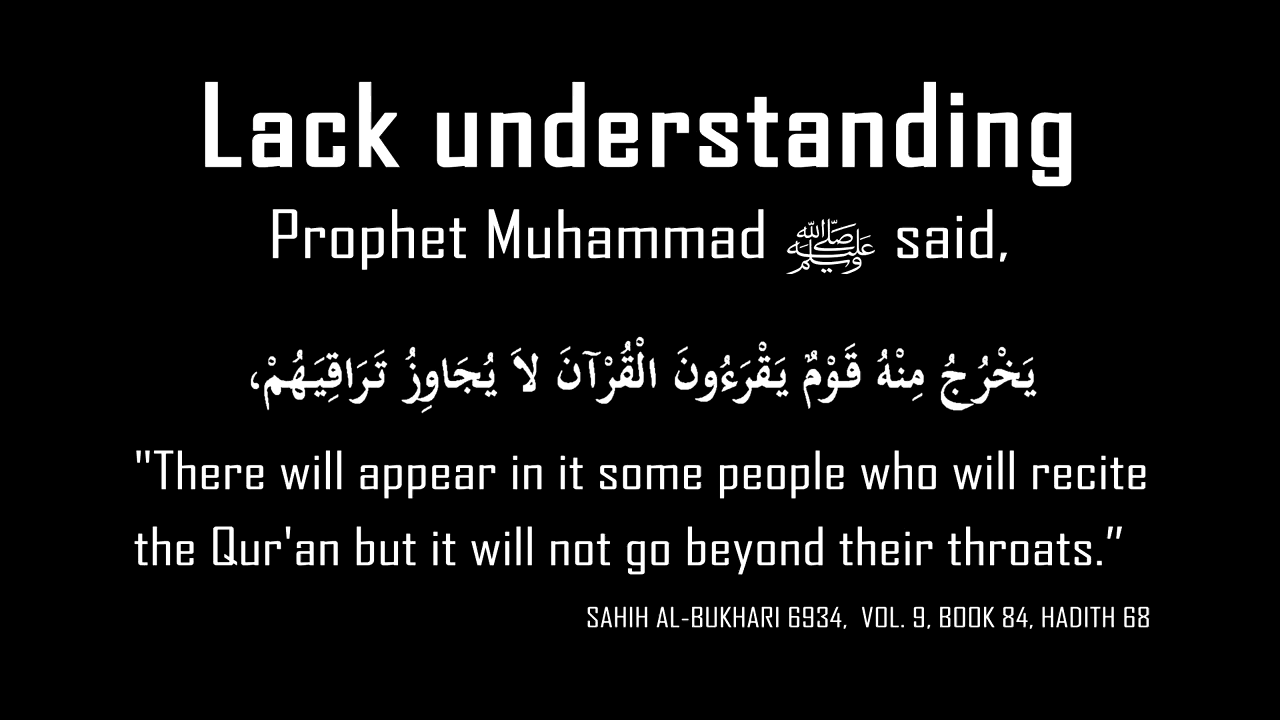 Lack understanding
Prophet Muhammad ﷺ said,
يَخْرُجُ مِنْهُ قَوْمٌ يَقْرَءُونَ الْقُرْآنَ لاَ يُجَاوِزُ تَرَاقِيَهُمْ،
"There will appear in it some people who will recite
the Qur'an but it will not go beyond their throats.”
SAHIH AL-BUKHARI 6934, VOL. 9, BOOK 84, HADITH 68